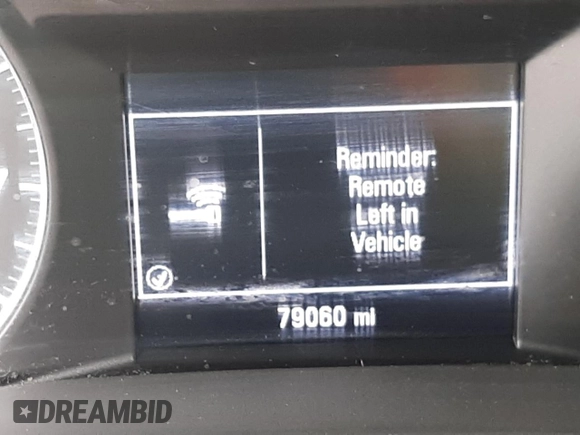 Reminder:
Remote
Left in
Vehicle
79060 mi
DREAMBID